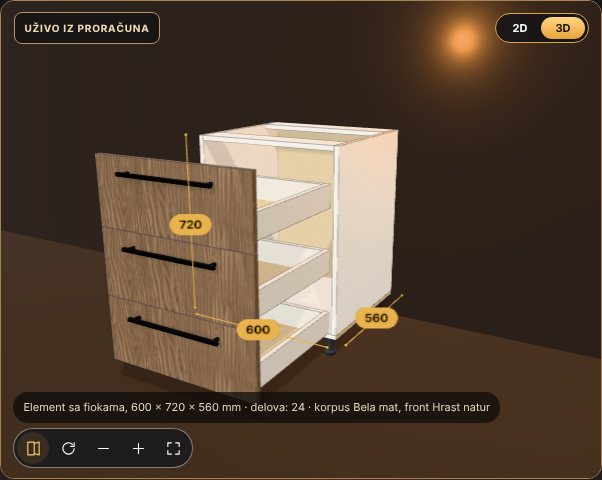 UŽIVO IZ PRORAČUNA
2D 3D
720
600
560
Element sa fiokama, 600 × 720 × 560 mm · delova: 24 · korpus Bela mat, front Hrast natur